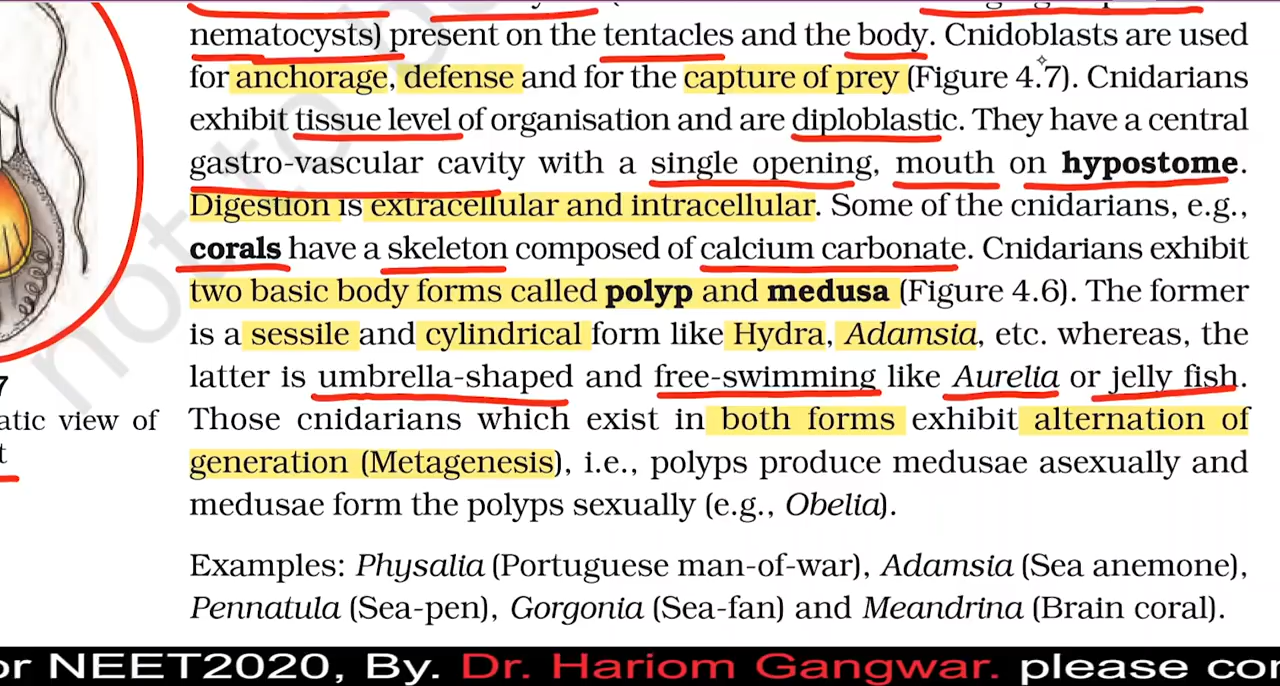 nematocysts) present on the tentacles and the body. Cnidoblasts are used
for anchorage, defense and for the capture of prey (Figure 4.7). Cnidarians
exhibit tissue level of organisation and are diploblastic. They have a central
gastro-vascular cavity with a single opening, mouth on hypostome.
Digestion is extracellular and intracellular. Some of the cnidarians, e.g.,
corals have a skeleton composed of calcium carbonate. Cnidarians exhibit
two basic body forms called polyp and medusa (Figure 4.6). The former
is a sessile and cylindrical form like Hydra, Adamsia, etc. whereas, the
latter is umbrella-shaped and free-swimming like Aurelia or jelly fish.
Those cnidarians which exist in both forms exhibit alternation of
generation (Metagenesis), i.e., polyps produce medusae asexually and
medusae form the polyps sexually (e.g., Obelia).
Examples: Physalia (Portuguese man-of-war), Adamsia (Sea anemone),
Pennatula (Sea-pen), Gorgonia (Sea-fan) and Meandrina (Brain coral).
7
atic view of
t
not to b
or NEET2020, By. Dr. Hariom Gangwar. please con